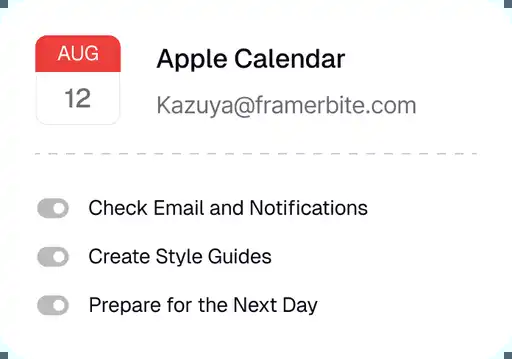 AUG
12
Apple Calendar
Kazuya@framerbite.com
Check Email and Notifications
Create Style Guides
Prepare for the Next Day